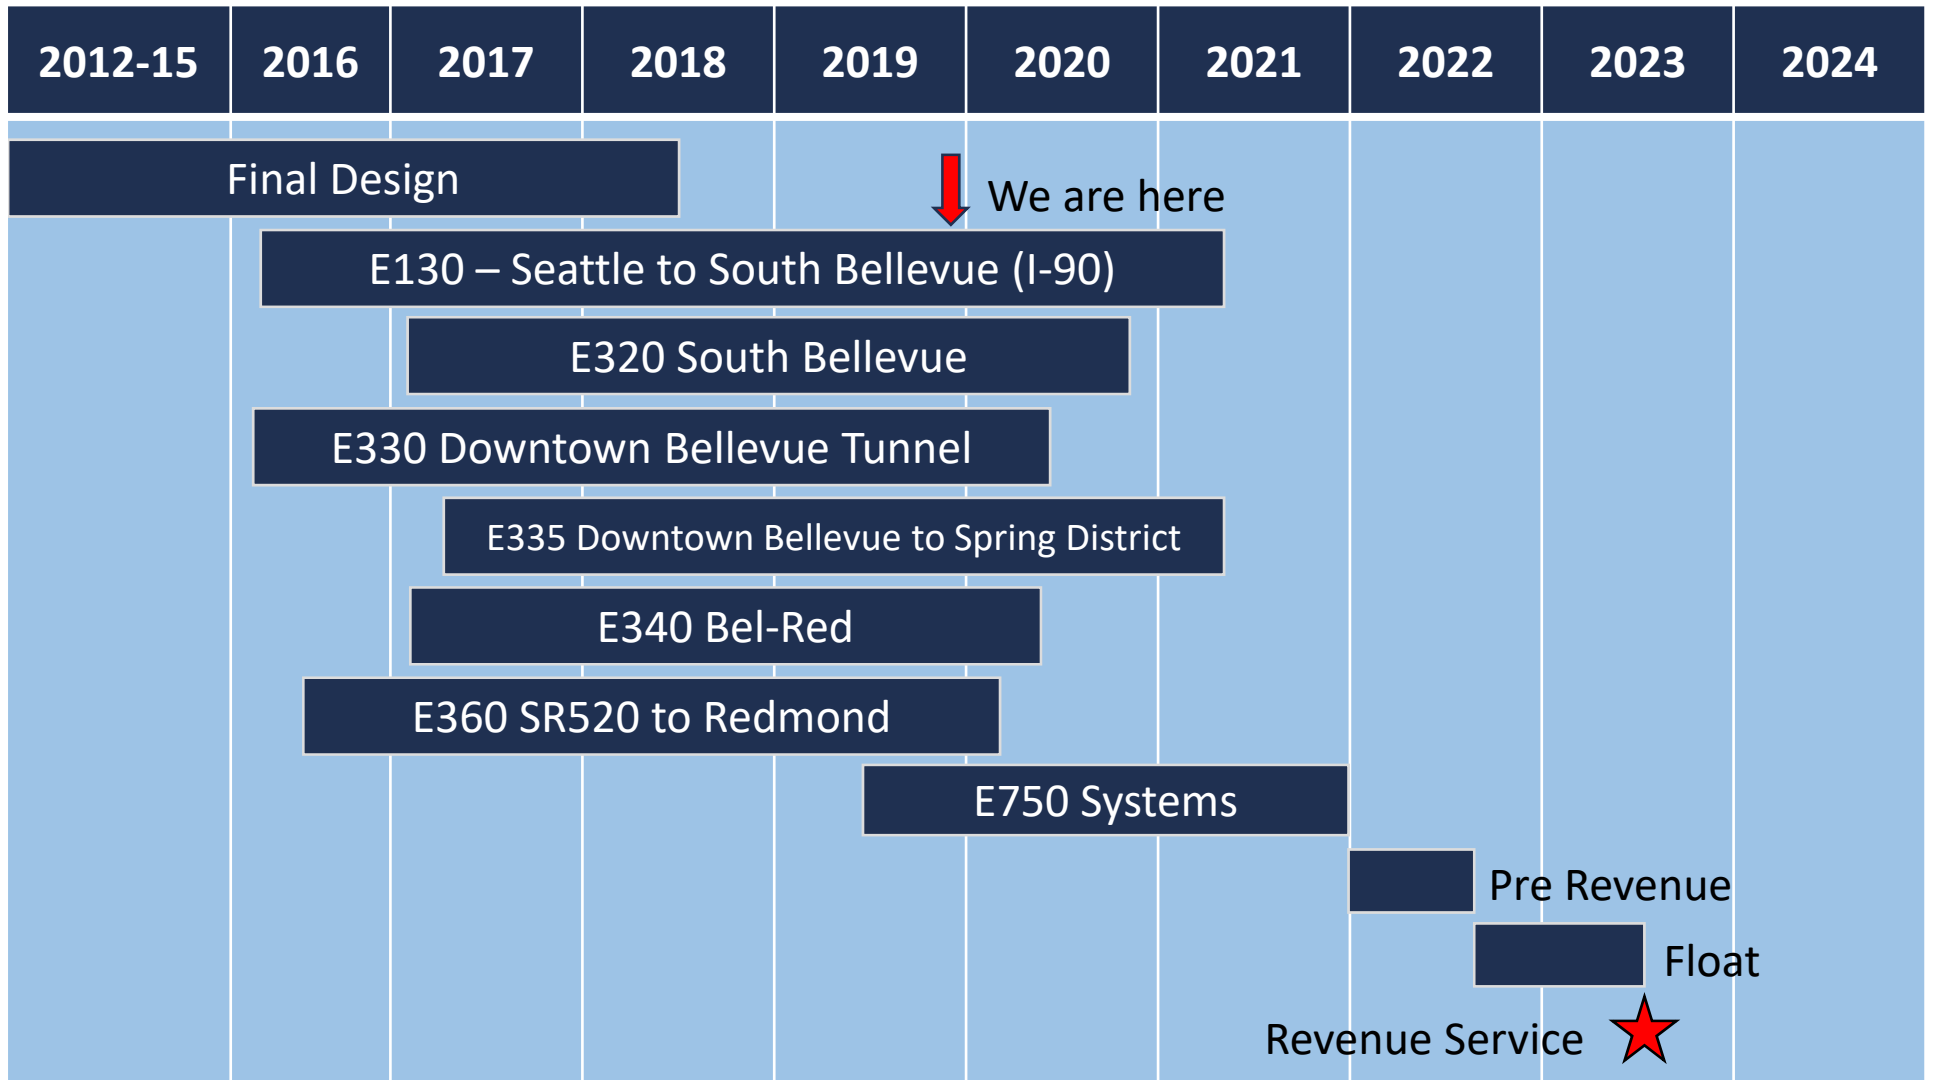 2012-15 2016 2017 2018 2019 2020 2021 2022 2023 2024
Final Design
We are here
E130 – Seattle to South Bellevue (I-90)
E320 South Bellevue
E330 Downtown Bellevue Tunnel
E335 Downtown Bellevue to Spring District
E340 Bel-Red
E360 SR520 to Redmond
E750 Systems
Pre Revenue
Float
Revenue Service